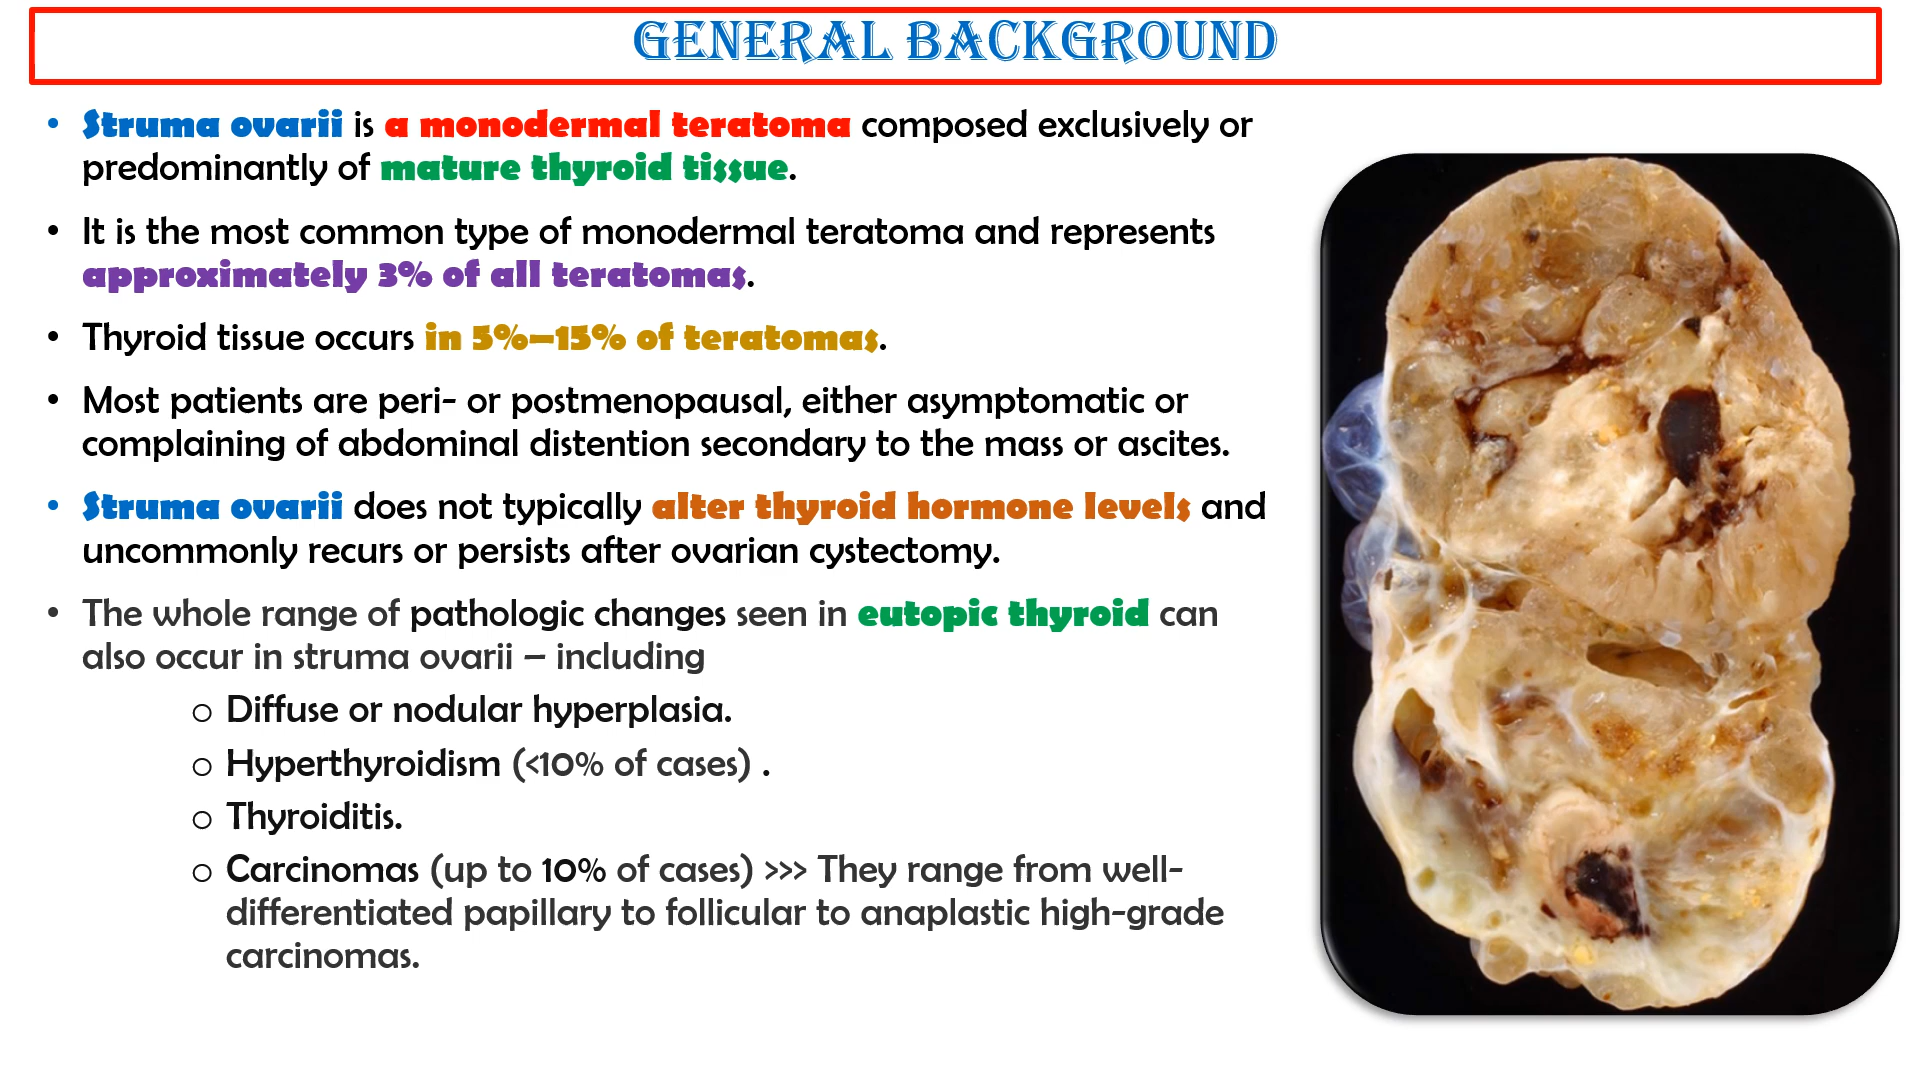 GENERAL BACKGROUND
• Struma ovarii is a monodermal teratoma composed exclusively or
predominantly of mature thyroid tissue.
• It is the most common type of monodermal teratoma and represents
approximately 3% of all teratomas.
• Thyroid tissue occurs in 5%–15% of teratomas.
• Most patients are peri- or postmenopausal, either asymptomatic or
complaining of abdominal distention secondary to the mass or ascites.
• Struma ovarii does not typically alter thyroid hormone levels and
uncommonly recurs or persists after ovarian cystectomy.
• The whole range of pathologic changes seen in eutopic thyroid can
also occur in struma ovarii – including
o Diffuse or nodular hyperplasia.
o Hyperthyroidism (<10% of cases) .
o Thyroiditis.
o Carcinomas (up to 10% of cases) >>> They range from well-
differentiated papillary to follicular to anaplastic high-grade
carcinomas.